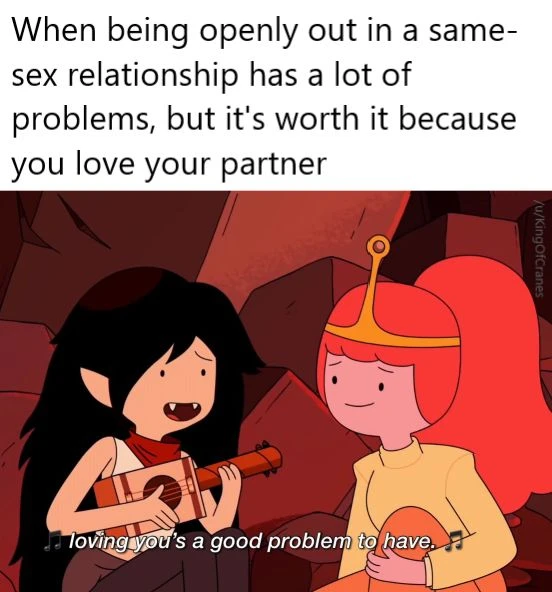 When being openly out in a same-
sex relationship has a lot of
problems, but it's worth it because
you love your partner
/u/KingOfCranes
🎵 loving you's a good problem to have. 🎵